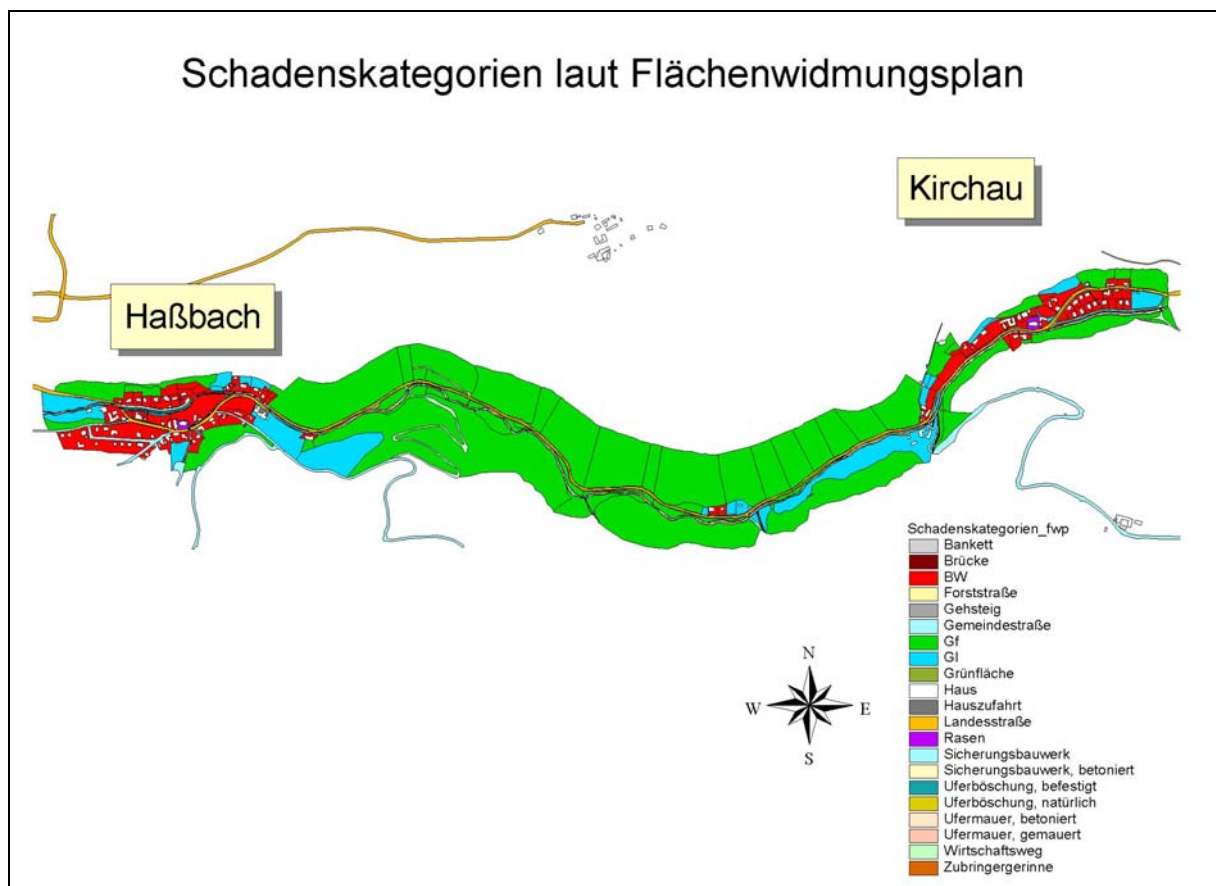 Schadenskategorien laut Flächenwidmungsplan
Kirchau
Haßbach
Schadenskategorien_fwp
Bankett
Brücke
BW
Forststraße
Gehsteig
Gemeindestraße
Gf
Gl
Grünfläche
Haus
Hauszufahrt
Landesstraße
Rasen
Sicherungsbauwerk
Sicherungsbauwerk, betoniert
Uferböschung, befestigt
Uferböschung, natürlich
Ufermauer, betoniert
Ufermauer, gemauert
Wirtschaftsweg
Zubringergerinne
N
W E
S